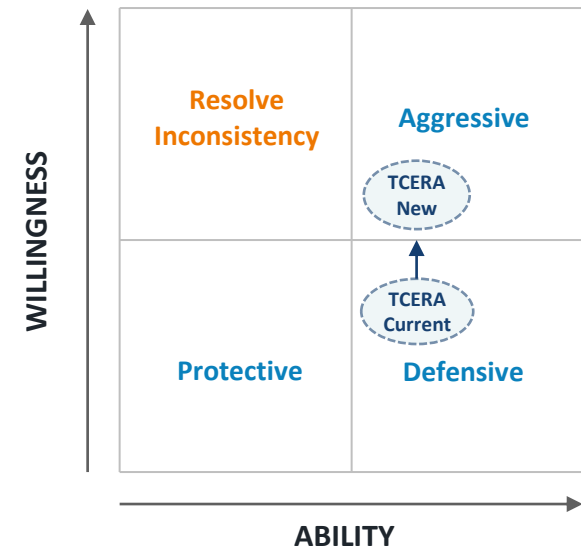 WILLINGNESS
Resolve
Inconsistency
Aggressive
TCERA
New
TCERA
Current
Protective
Defensive
ABILITY